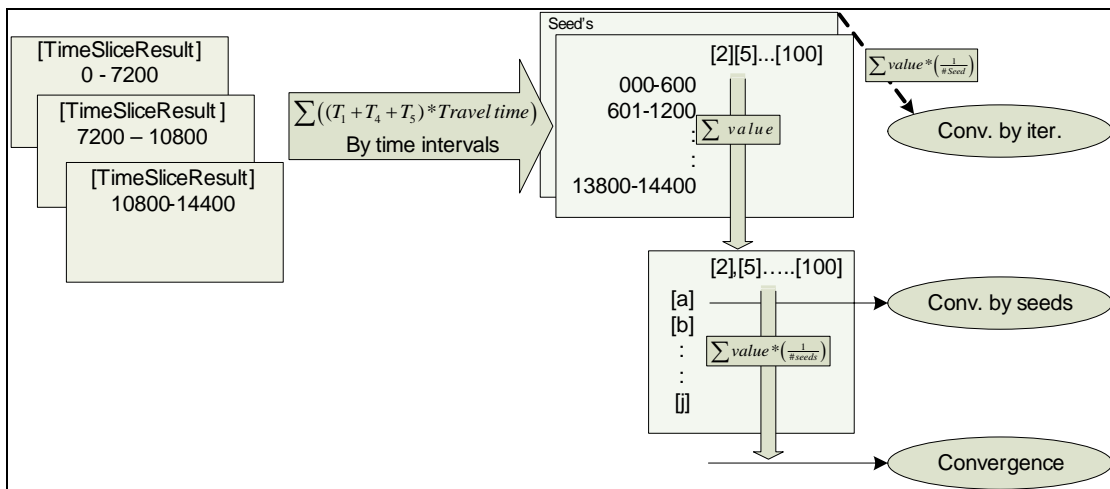 [TimeSliceResult]
0 - 7200
[TimeSliceResult]
7200 – 10800
[TimeSliceResult]
10800-14400
∑((T₁+T₄+T₅)*Travel time)
By time intervals
Seed's
[2][5]...[100]
000-600
601-1200
:
:
13800-14400
∑ value
∑value*(1/#Seed)
Conv. by iter.
[2],[5]…..[100]
[a]
[b]
:
:
[j]
∑value*(1/#seeds)
Conv. by seeds
Convergence